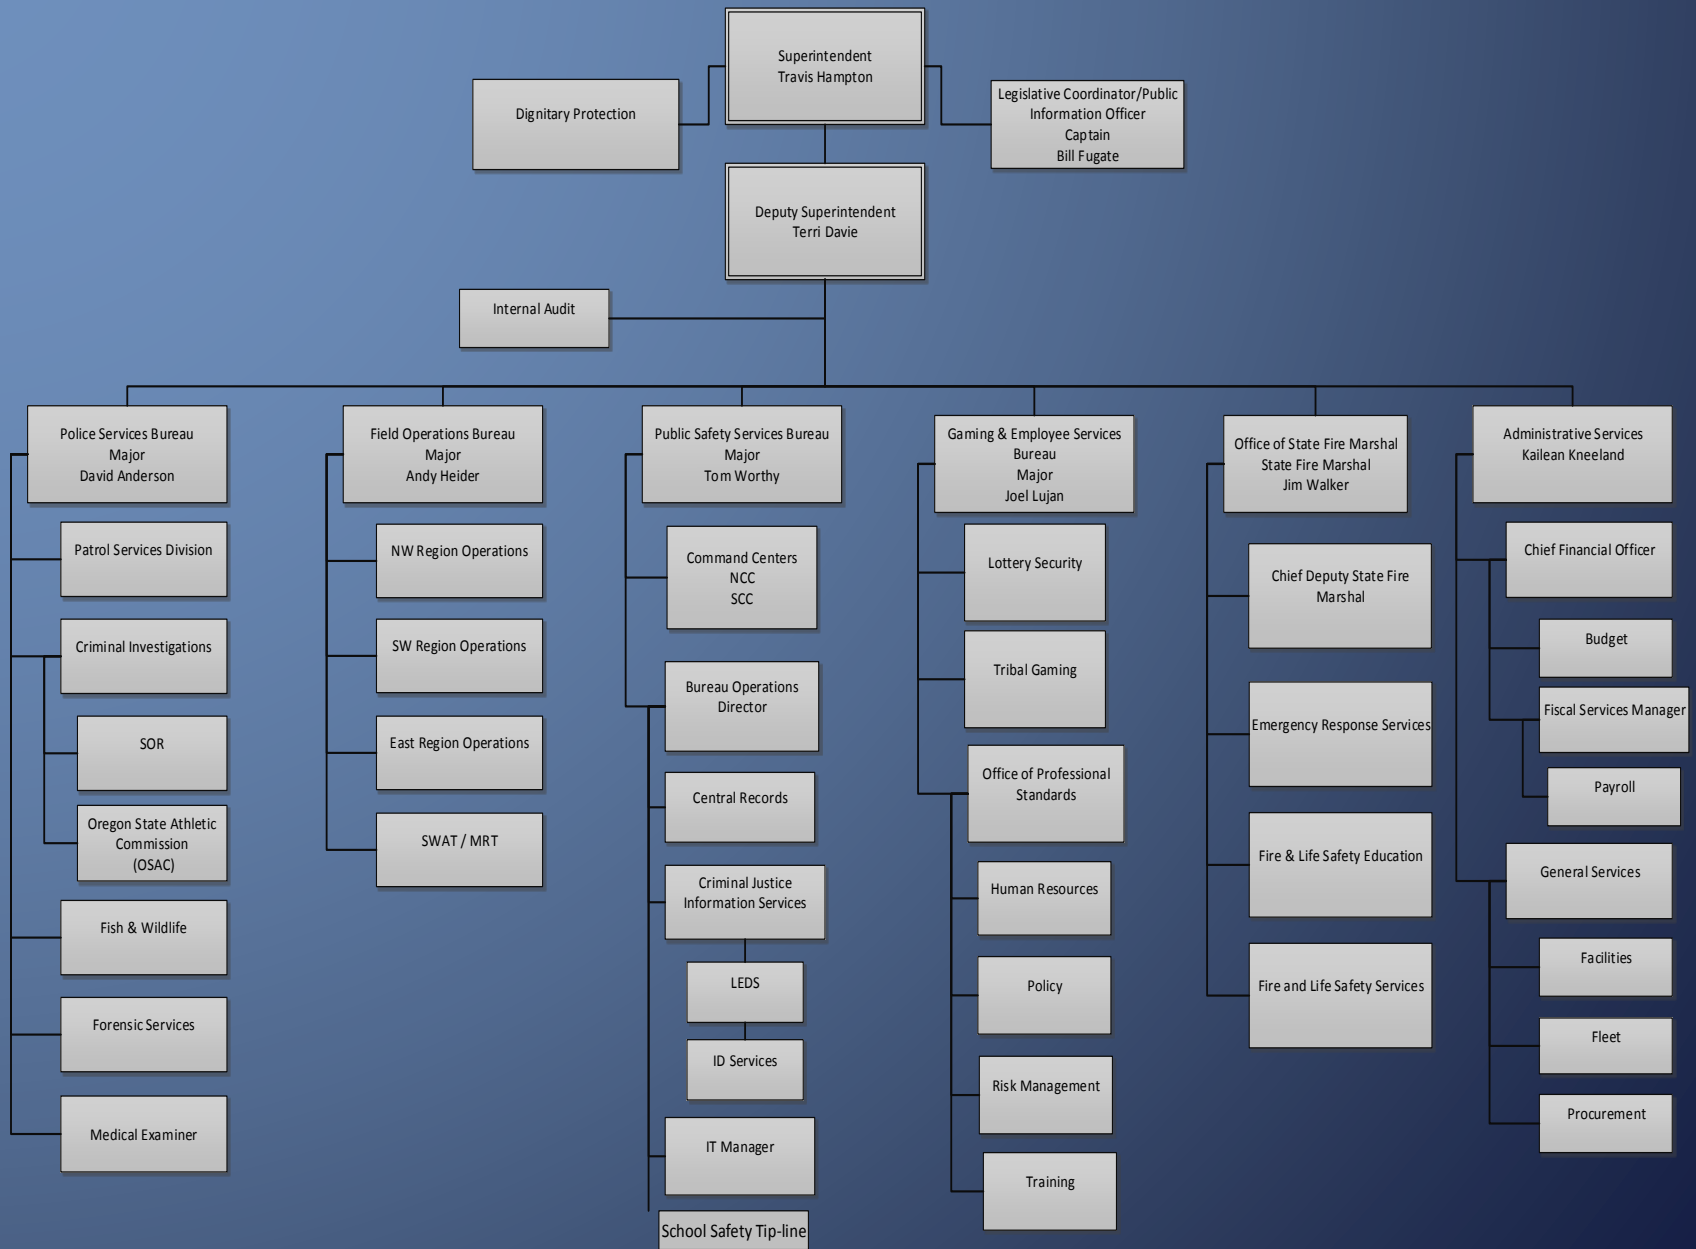 Superintendent
Travis Hampton
Dignitary Protection
Legislative Coordinator/Public
Information Officer
Captain
Bill Fugate
Deputy Superintendent
Terri Davie
Internal Audit
Police Services Bureau
Major
David Anderson
Patrol Services Division
Criminal Investigations
SOR
Oregon State Athletic
Commission
(OSAC)
Fish & Wildlife
Forensic Services
Medical Examiner
Field Operations Bureau
Major
Andy Heider
NW Region Operations
SW Region Operations
East Region Operations
SWAT / MRT
Public Safety Services Bureau
Major
Tom Worthy
Command Centers
NCC
SCC
Bureau Operations
Director
Central Records
Criminal Justice
Information Services
LEDS
ID Services
IT Manager
School Safety Tip-line
Gaming & Employee Services
Bureau
Major
Joel Lujan
Lottery Security
Tribal Gaming
Office of Professional
Standards
Human Resources
Policy
Risk Management
Training
Office of State Fire Marshal
State Fire Marshal
Jim Walker
Chief Deputy State Fire
Marshal
Emergency Response Services
Fire & Life Safety Education
Fire and Life Safety Services
Administrative Services
Kailean Kneeland
Chief Financial Officer
Budget
Fiscal Services Manager
Payroll
General Services
Facilities
Fleet
Procurement